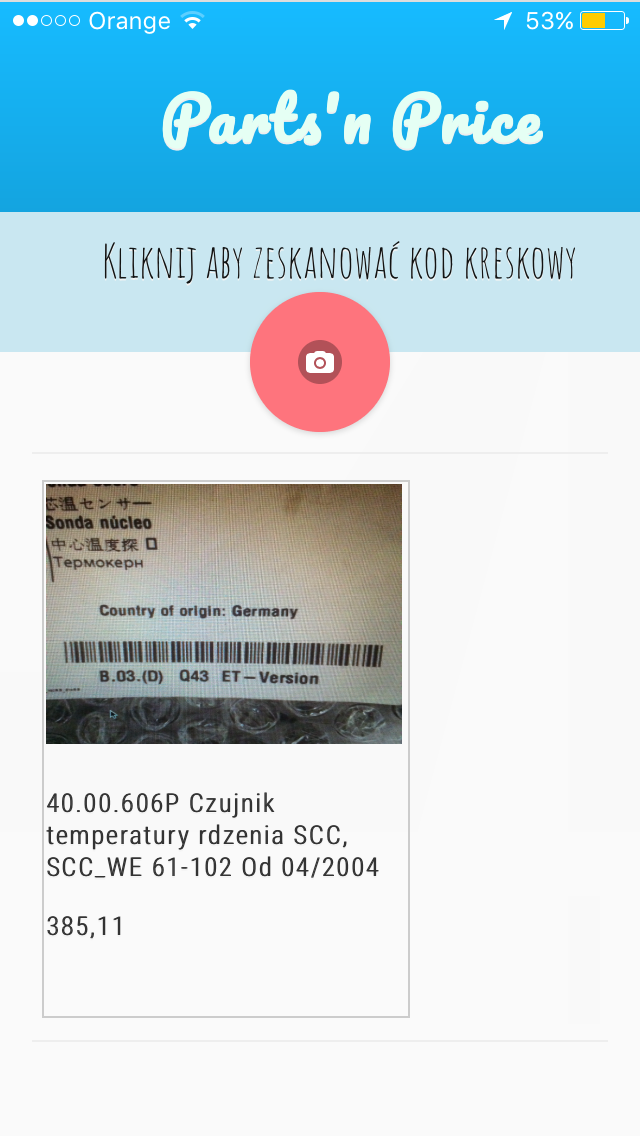 Orange 53%
Parts'n Price
Kliknij aby zeskanować kod kreskowy
芯温センサー
Sonda núcleo
中心温度探口
Термокерн
Country of origin: Germany
B.03.(D) Q43 ET-Version
40.00.606P Czujnik
temperatury rdzenia SCC,
SCC_WE 61-102 Od 04/2004
385,11